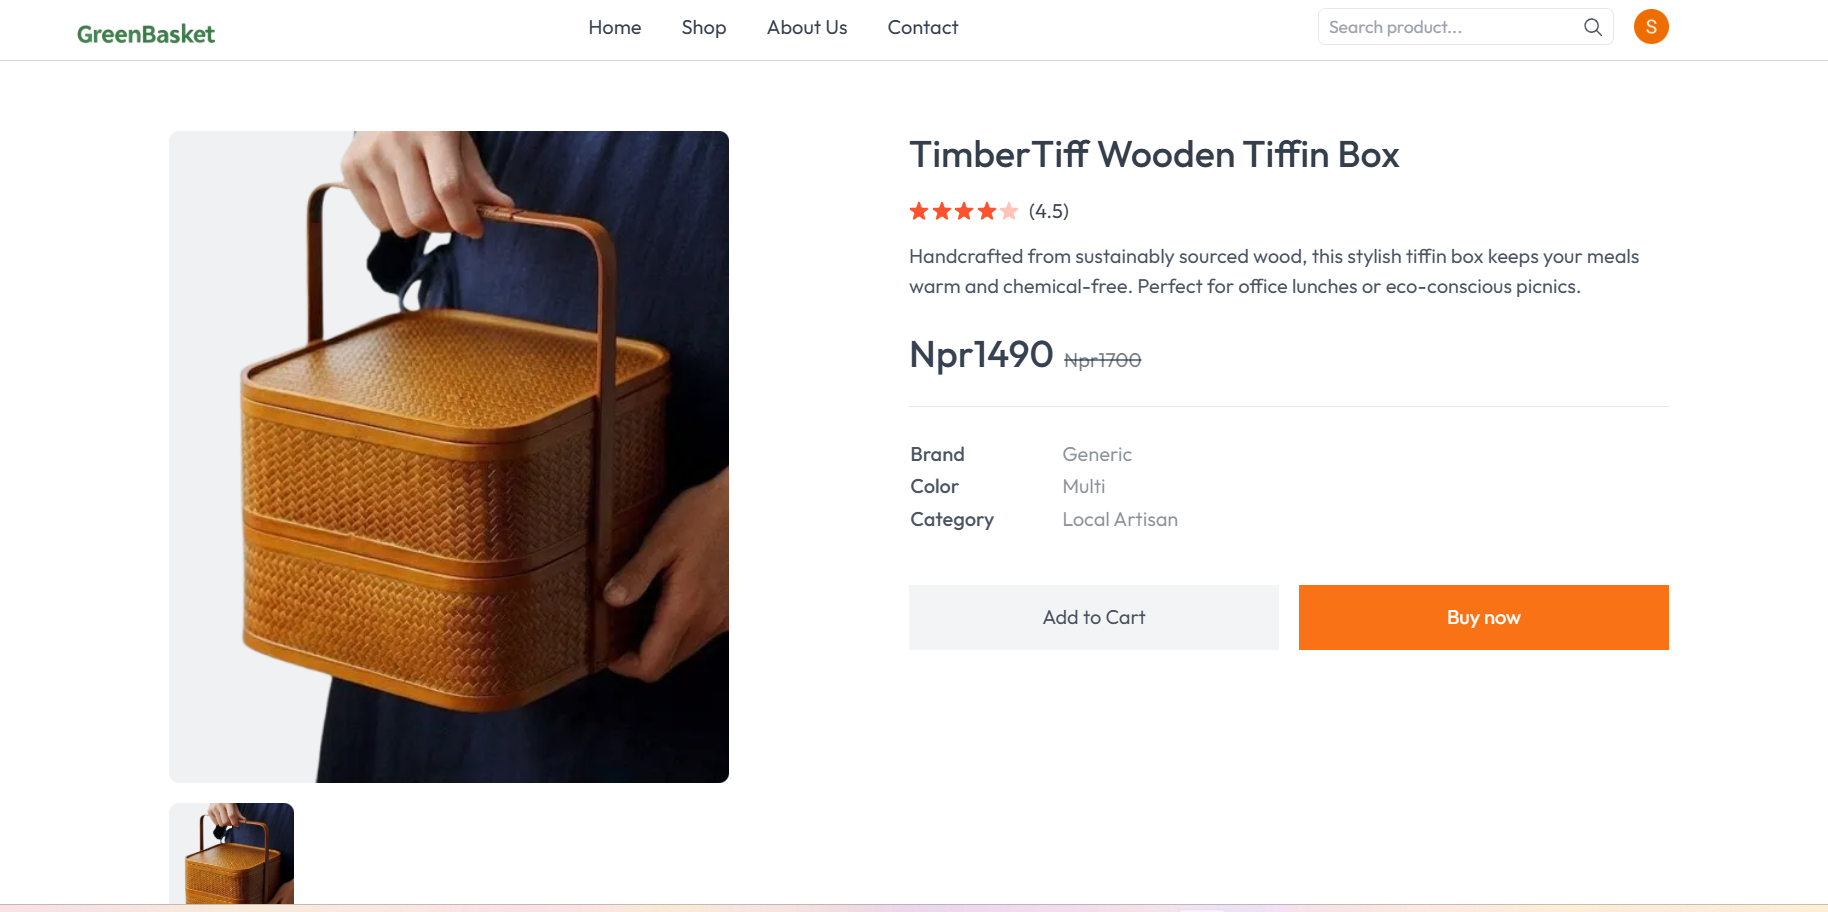 GreenBasket
Home
Shop
About Us
Contact
Search product...
S
TimberTiff Wooden Tiffin Box
(4.5)
Handcrafted from sustainably sourced wood, this stylish tiffin box keeps your meals
warm and chemical-free. Perfect for office lunches or eco-conscious picnics.
Npr1490 Npr1700
Brand Generic
Color Multi
Category Local Artisan
Add to Cart
Buy now